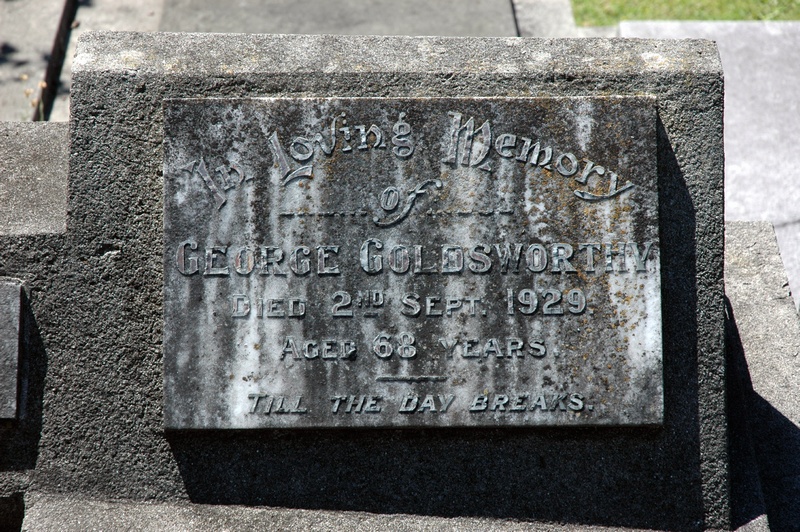 In Loving Memory
of
GEORGE GOLDSWORTHY
DIED 2ND SEPT. 1929.
AGED 68 YEARS.
TILL THE DAY BREAKS.